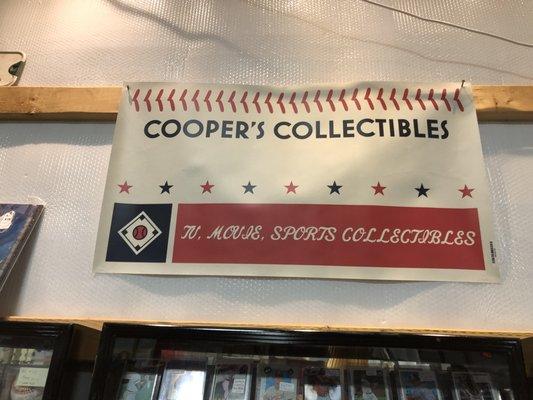 COOPER'S COLLECTIBLES
TV, MOVIE, SPORTS COLLECTIBLES